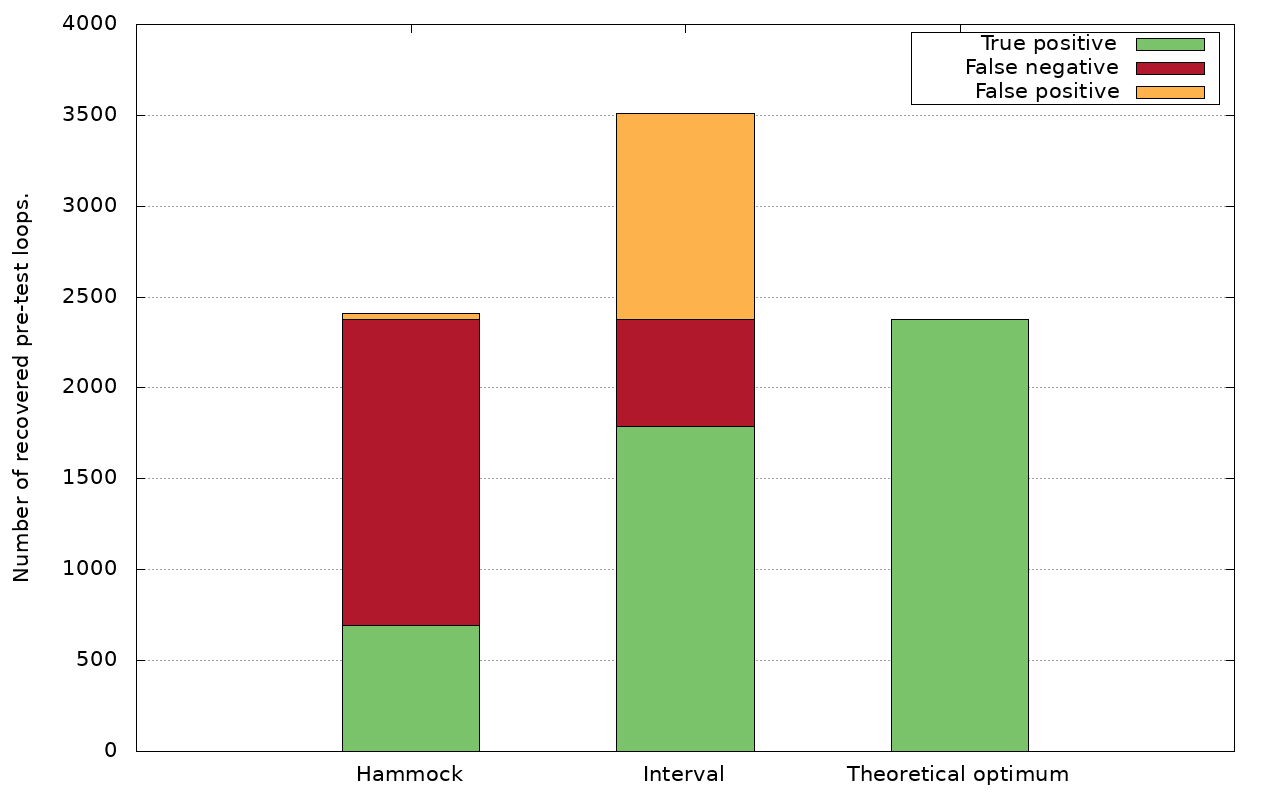 4000
3500
3000
2500
2000
1500
1000
500
0
Number of recovered pre-test loops.
True positive
False negative
False positive
Hammock
Interval
Theoretical optimum